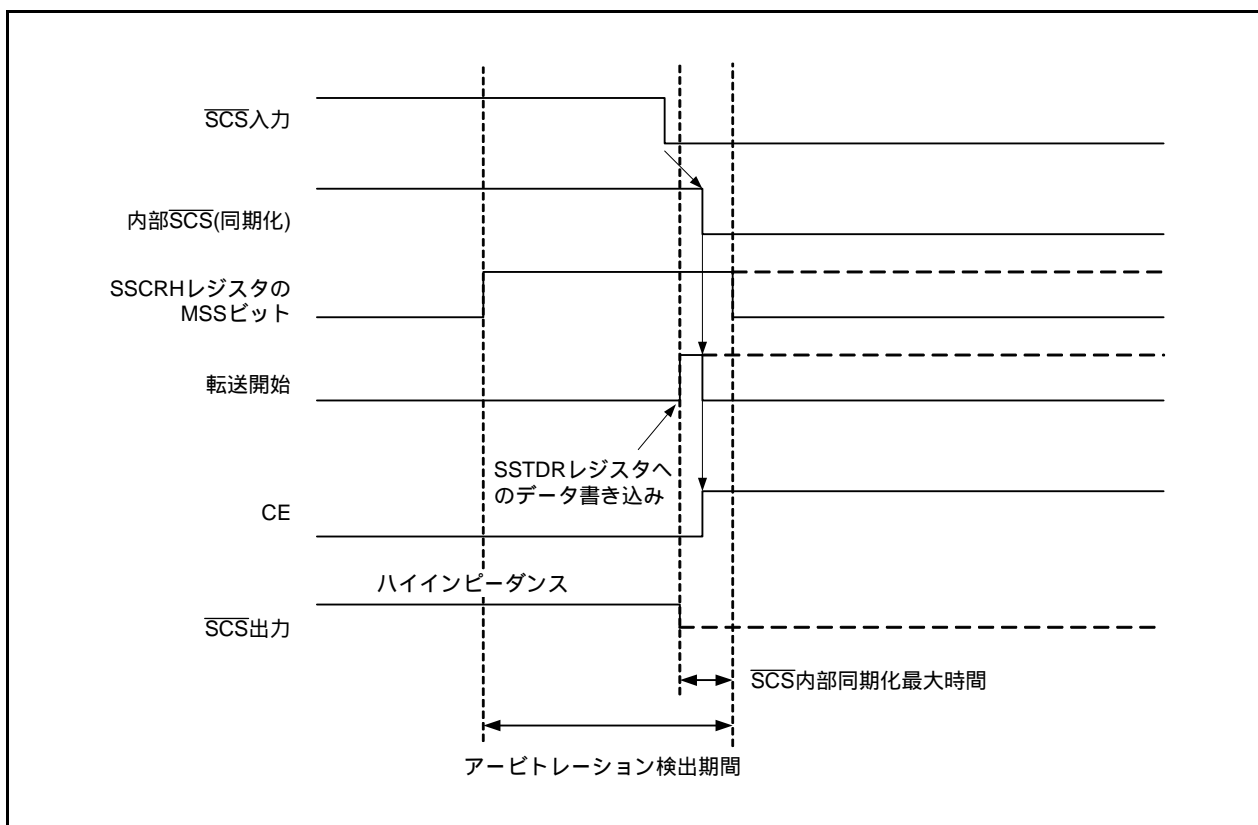 SCS入力
内部SCS(同期化)
SSCRHレジスタの
MSSビット
転送開始
SSTDRレジスタへ
のデータ書き込み
CE
ハイインピーダンス
SCS出力
SCS内部同期化最大時間
アービトレーション検出期間